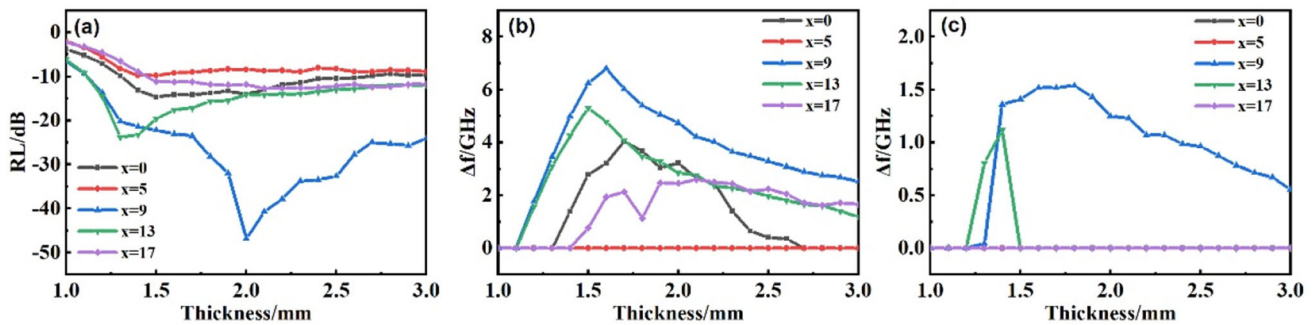 (a)
RL/dB
0
-10
-20
-30
-40
-50
x=0
x=5
x=9
x=13
x=17
1.0 1.5 2.0 2.5 3.0
Thickness/mm
(b)
Δf/GHz
8
6
4
2
0
x=0
x=5
x=9
x=13
x=17
1.0 1.5 2.0 2.5 3.0
Thickness/mm
(c)
Δf/GHz
2.0
1.5
1.0
0.5
0.0
x=0
x=5
x=9
x=13
x=17
1.0 1.5 2.0 2.5 3.0
Thickness/mm